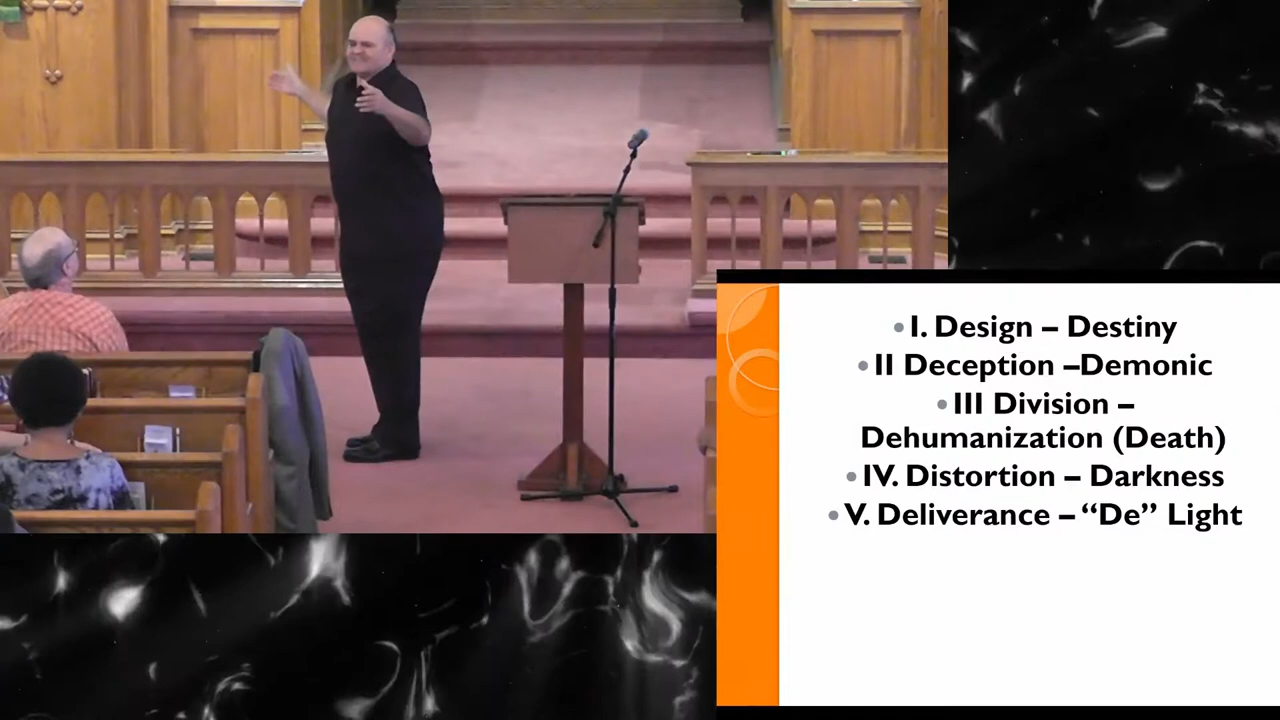 •I. Design – Destiny
•II Deception –Demonic
•III Division –
Dehumanization (Death)
•IV. Distortion – Darkness
•V. Deliverance – “De” Light